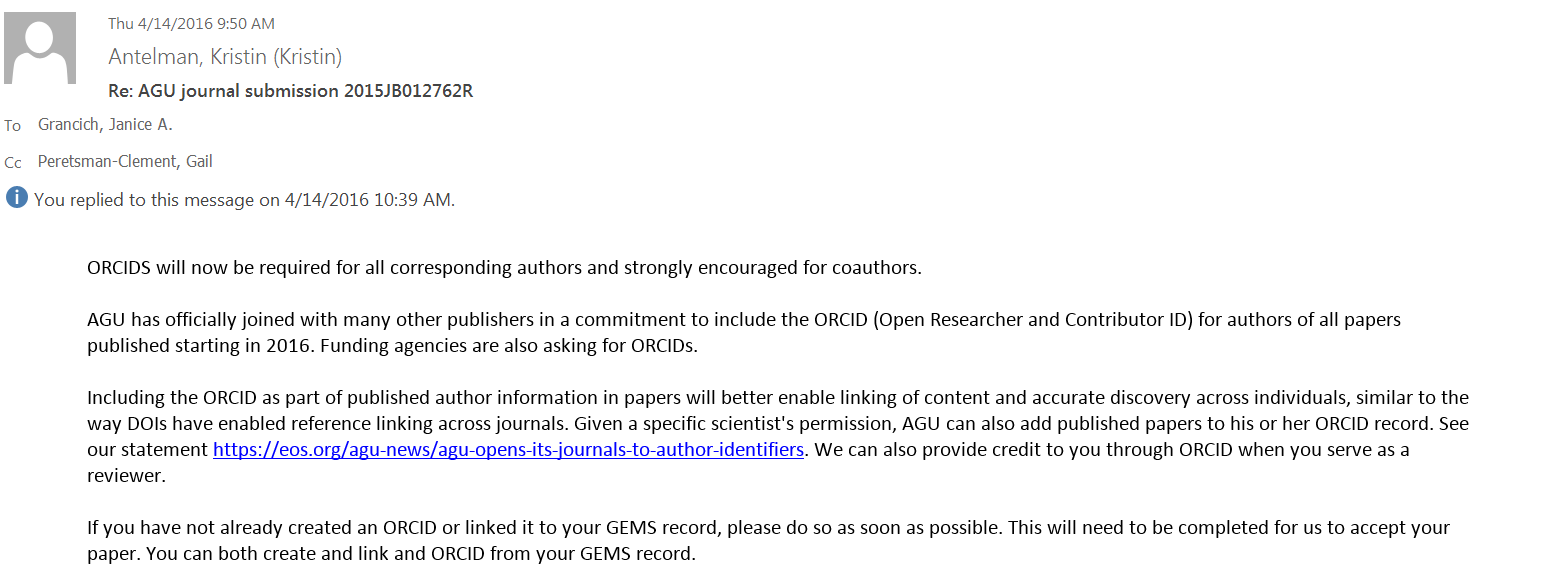 Thu 4/14/2016 9:50 AM
Antelman, Kristin (Kristin)
Re: AGU journal submission 2015JB012762R
To Grancich, Janice A.
Cc Peretsman-Clement, Gail
i You replied to this message on 4/14/2016 10:39 AM.
ORCIDS will now be required for all corresponding authors and strongly encouraged for coauthors.
AGU has officially joined with many other publishers in a commitment to include the ORCID (Open Researcher and Contributor ID) for authors of all papers
published starting in 2016. Funding agencies are also asking for ORCIDs.
Including the ORCID as part of published author information in papers will better enable linking of content and accurate discovery across individuals, similar to the
way DOIs have enabled reference linking across journals. Given a specific scientist's permission, AGU can also add published papers to his or her ORCID record. See
our statement https://eos.org/agu-news/agu-opens-its-journals-to-author-identifiers. We can also provide credit to you through ORCID when you serve as a
reviewer.
If you have not already created an ORCID or linked it to your GEMS record, please do so as soon as possible. This will need to be completed for us to accept your
paper. You can both create and link and ORCID from your GEMS record.